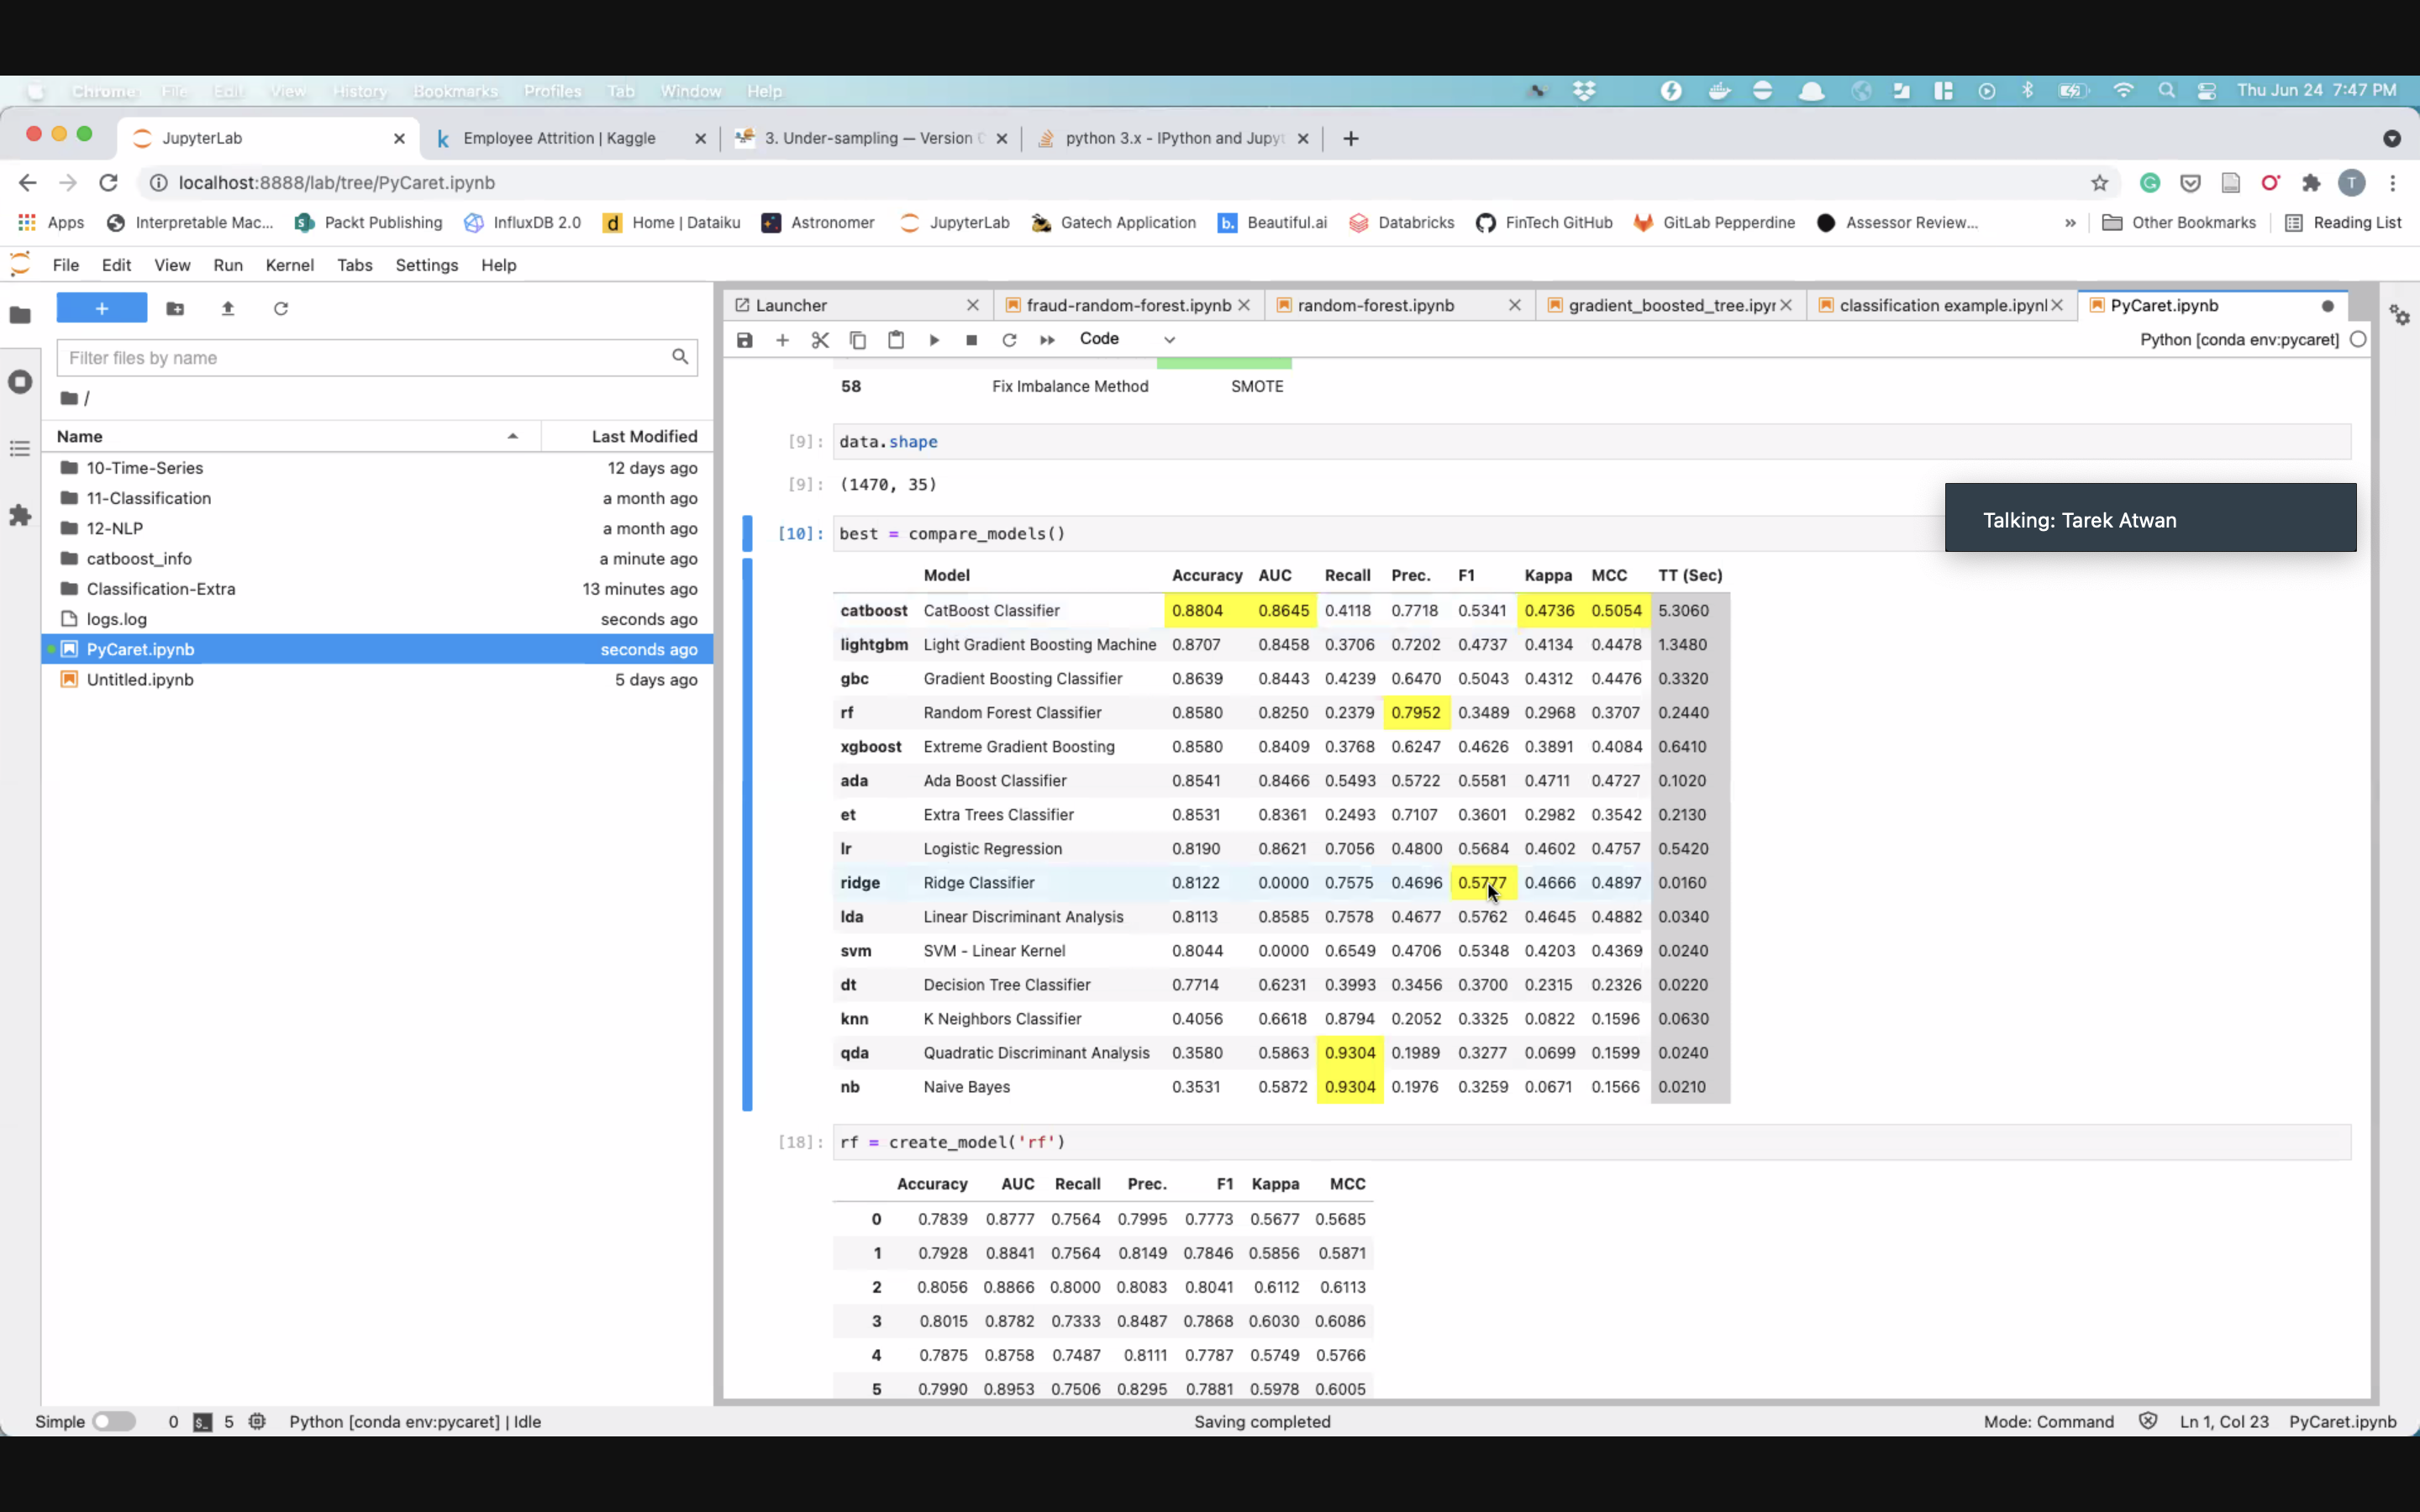 Chrome File Edit View History Bookmarks Profiles Tab Window Help Thu Jun 24 7:47 PM
JupyterLab Employee Attrition | Kaggle 3. Under-sampling — Version python 3.x - IPython and Jupyt
localhost:8888/lab/tree/PyCaret.ipynb T
Apps Interpretable Mac... Packt Publishing InfluxDB 2.0 Home | Dataiku Astronomer JupyterLab Gatech Application Beautiful.ai Databricks FinTech GitHub GitLab Pepperdine Assessor Review... » Other Bookmarks Reading List
File Edit View Run Kernel Tabs Settings Help
Launcher fraud-random-forest.ipynb random-forest.ipynb gradient_boosted_tree.ipyr classification example.ipynl PyCaret.ipynb
Code Python [conda env:pycaret]
Filter files by name
/
Name Last Modified
10-Time-Series 12 days ago
11-Classification a month ago
12-NLP a month ago
catboost_info a minute ago
Classification-Extra 13 minutes ago
logs.log seconds ago
PyCaret.ipynb seconds ago
Untitled.ipynb 5 days ago
58 Fix Imbalance Method SMOTE
[9]: data.shape
[9]: (1470, 35)
Talking: Tarek Atwan
[10]: best = compare_models()
Model Accuracy AUC Recall Prec. F1 Kappa MCC TT (Sec)
catboost CatBoost Classifier 0.8804 0.8645 0.4118 0.7718 0.5341 0.4736 0.5054 5.3060
lightgbm Light Gradient Boosting Machine 0.8707 0.8458 0.3706 0.7202 0.4737 0.4134 0.4478 1.3480
gbc Gradient Boosting Classifier 0.8639 0.8443 0.4239 0.6470 0.5043 0.4312 0.4476 0.3320
rf Random Forest Classifier 0.8580 0.8250 0.2379 0.7952 0.3489 0.2968 0.3707 0.2440
xgboost Extreme Gradient Boosting 0.8580 0.8409 0.3768 0.6247 0.4626 0.3891 0.4084 0.6410
ada Ada Boost Classifier 0.8541 0.8466 0.5493 0.5722 0.5581 0.4711 0.4727 0.1020
et Extra Trees Classifier 0.8531 0.8361 0.2493 0.7107 0.3601 0.2982 0.3542 0.2130
lr Logistic Regression 0.8190 0.8621 0.7056 0.4800 0.5684 0.4602 0.4757 0.5420
ridge Ridge Classifier 0.8122 0.0000 0.7575 0.4696 0.5777 0.4666 0.4897 0.0160
lda Linear Discriminant Analysis 0.8113 0.8585 0.7578 0.4677 0.5762 0.4645 0.4882 0.0340
svm SVM - Linear Kernel 0.8044 0.0000 0.6549 0.4706 0.5348 0.4203 0.4369 0.0240
dt Decision Tree Classifier 0.7714 0.6231 0.3993 0.3456 0.3700 0.2315 0.2326 0.0220
knn K Neighbors Classifier 0.4056 0.6618 0.8794 0.2052 0.3325 0.0822 0.1596 0.0630
qda Quadratic Discriminant Analysis 0.3580 0.5863 0.9304 0.1989 0.3277 0.0699 0.1599 0.0240
nb Naive Bayes 0.3531 0.5872 0.9304 0.1976 0.3259 0.0671 0.1566 0.0210
[18]: rf = create_model('rf')
Accuracy AUC Recall Prec. F1 Kappa MCC
0 0.7839 0.8777 0.7564 0.7995 0.7773 0.5677 0.5685
1 0.7928 0.8841 0.7564 0.8149 0.7846 0.5856 0.5871
2 0.8056 0.8866 0.8000 0.8083 0.8041 0.6112 0.6113
3 0.8015 0.8782 0.7333 0.8487 0.7868 0.6030 0.6086
4 0.7875 0.8758 0.7487 0.8111 0.7787 0.5749 0.5766
5 0.7990 0.8953 0.7506 0.8295 0.7881 0.5978 0.6005
Simple 0 5 Python [conda env:pycaret] | Idle Saving completed Mode: Command Ln 1, Col 23 PyCaret.ipynb